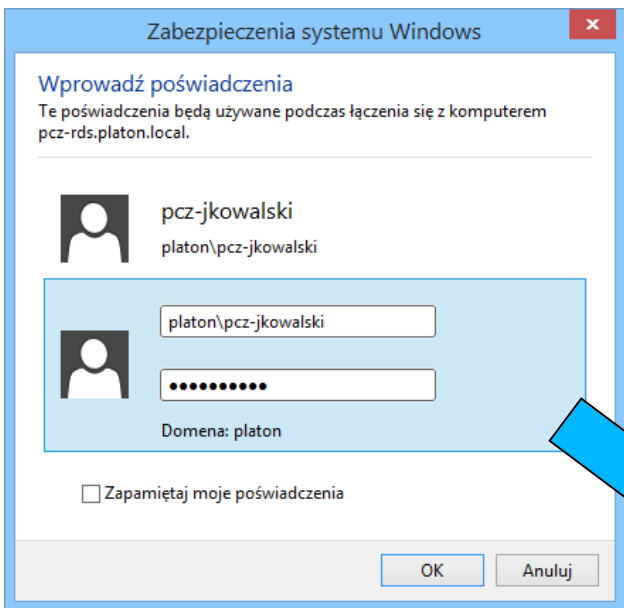 Zabezpieczenia systemu Windows
Wprowadź poświadczenia
Te poświadczenia będą używane podczas łączenia się z komputerem
pcz-rds.platon.local.
pcz-jkowalski
platon\pcz-jkowalski
platon\pcz-jkowalski
●●●●●●●●●●
Domena: platon
Zapamiętaj moje poświadczenia
OK Anuluj